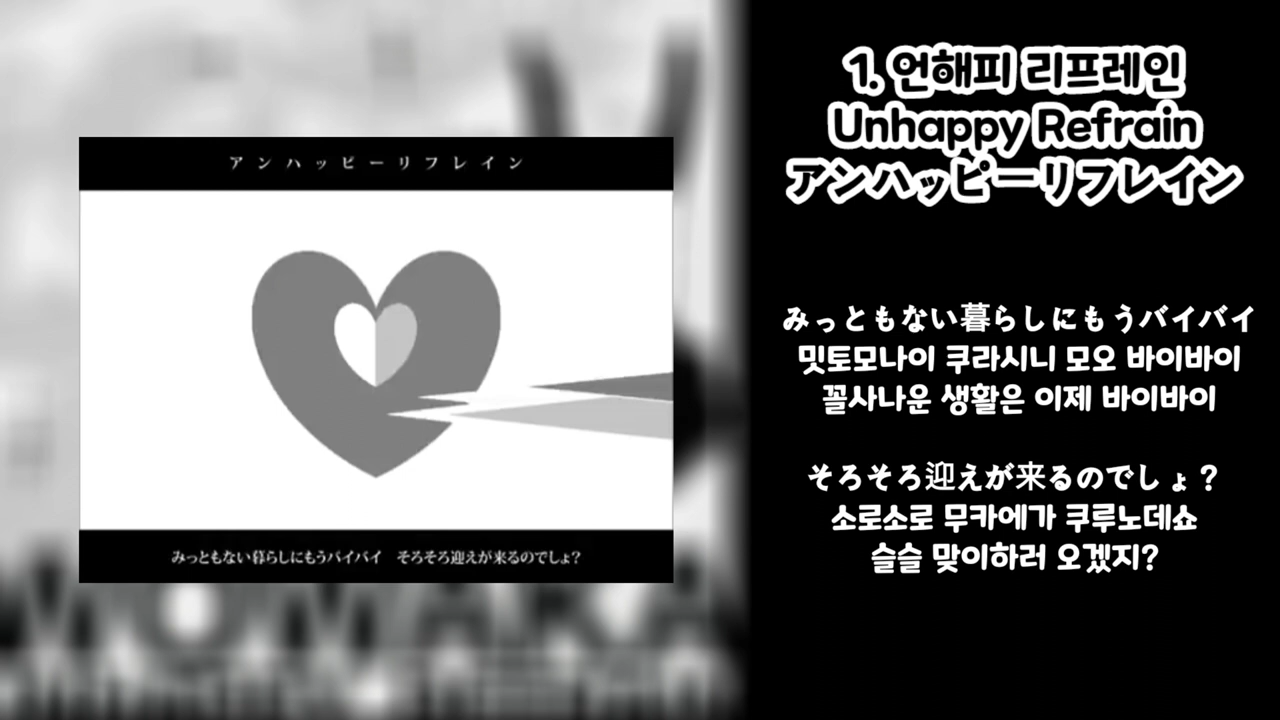 アンハッピーリフレイン
みっともない暮らしにもうバイバイ そろそろ迎えが来るのでしょ?
1. 언해피 리프레인
Unhappy Refrain
アンハッピーリフレイン
みっともない暮らしにもうバイバイ
밋토모나이 쿠라시니 모오 바이바이
꼴사나운 생활은 이제 바이바이
そろそろ迎えが来るのでしょ？
소로소로 무카에가 쿠루노데쇼
슬슬 맞이하러 오겠지?